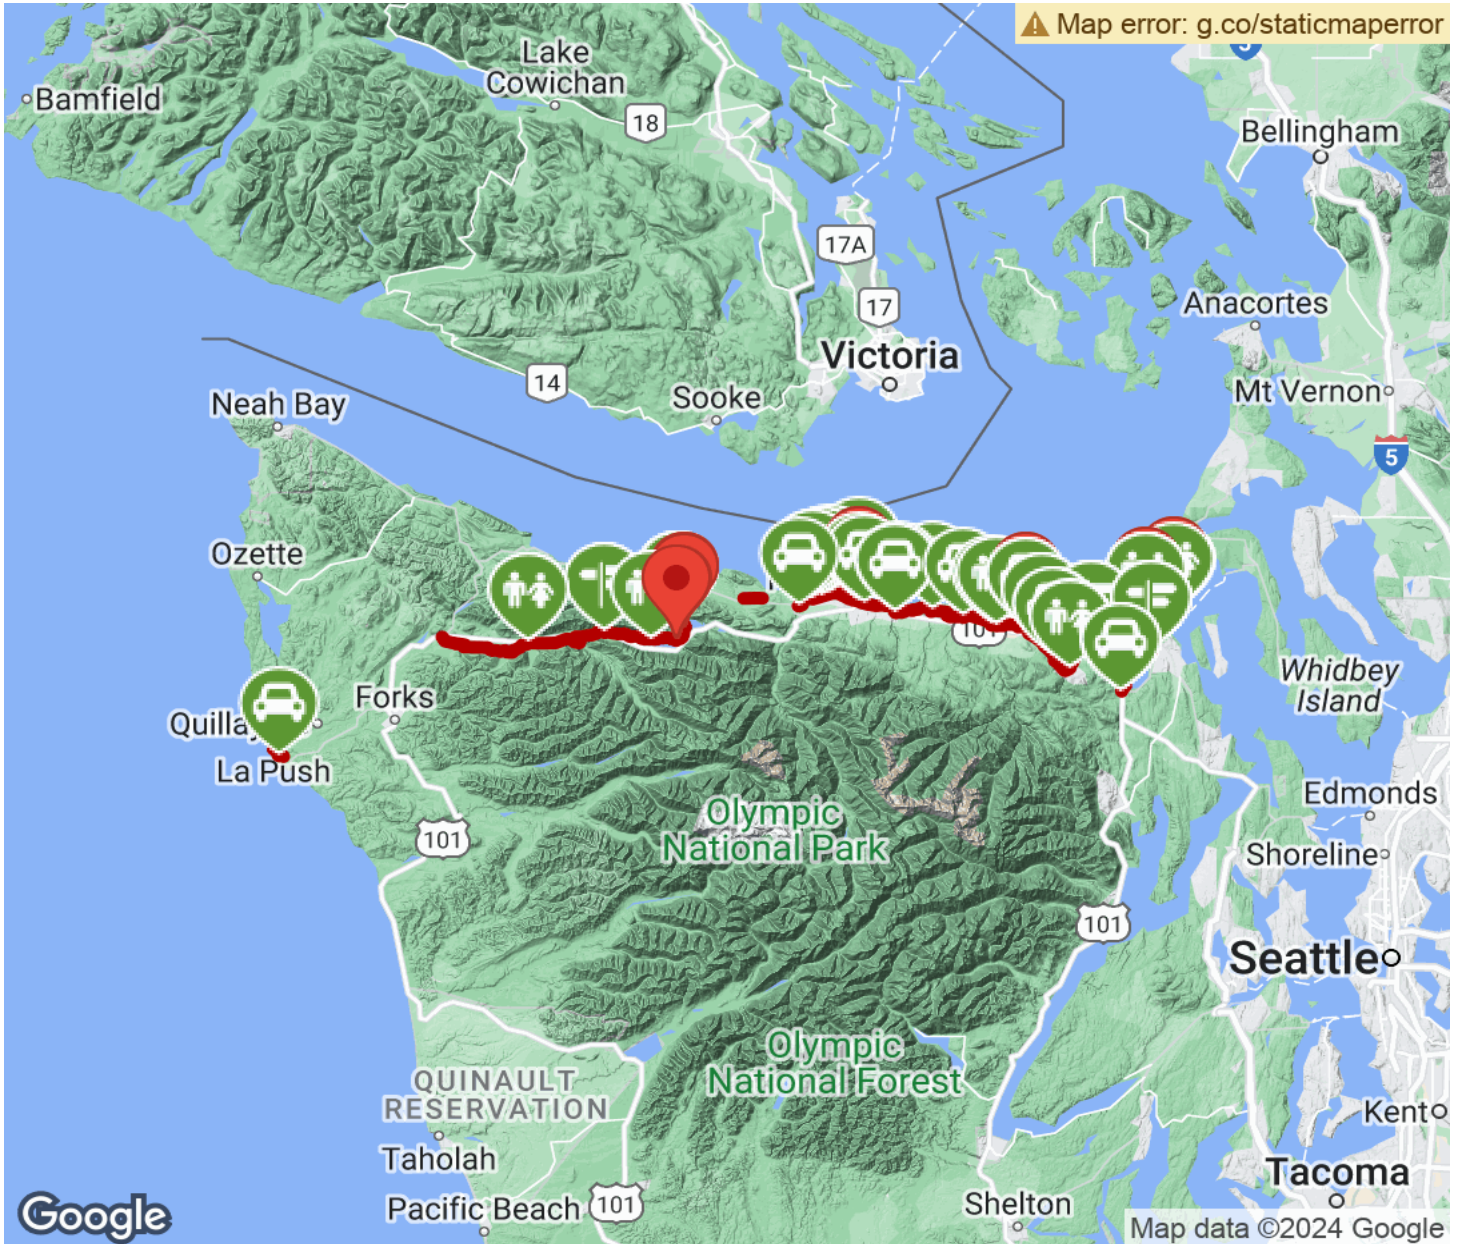 Map error: g.co/staticmaperror
5
Lake
Cowichan
Bamfield
18
Bellingham
17A
17
Anacortes
Victoria
14
Sooke
Mt Vernon
Neah Bay
5
Ozette
101
Whidbey
Island
Forks
La Push
Edmonds
Olympic
National Park
101
Shoreline
101
Seattle
Olympic
National Forest
QUINAULT
RESERVATION
Kent
Taholah
Tacoma
Pacific Beach
101
Shelton
Google
Map data ©2024 Google